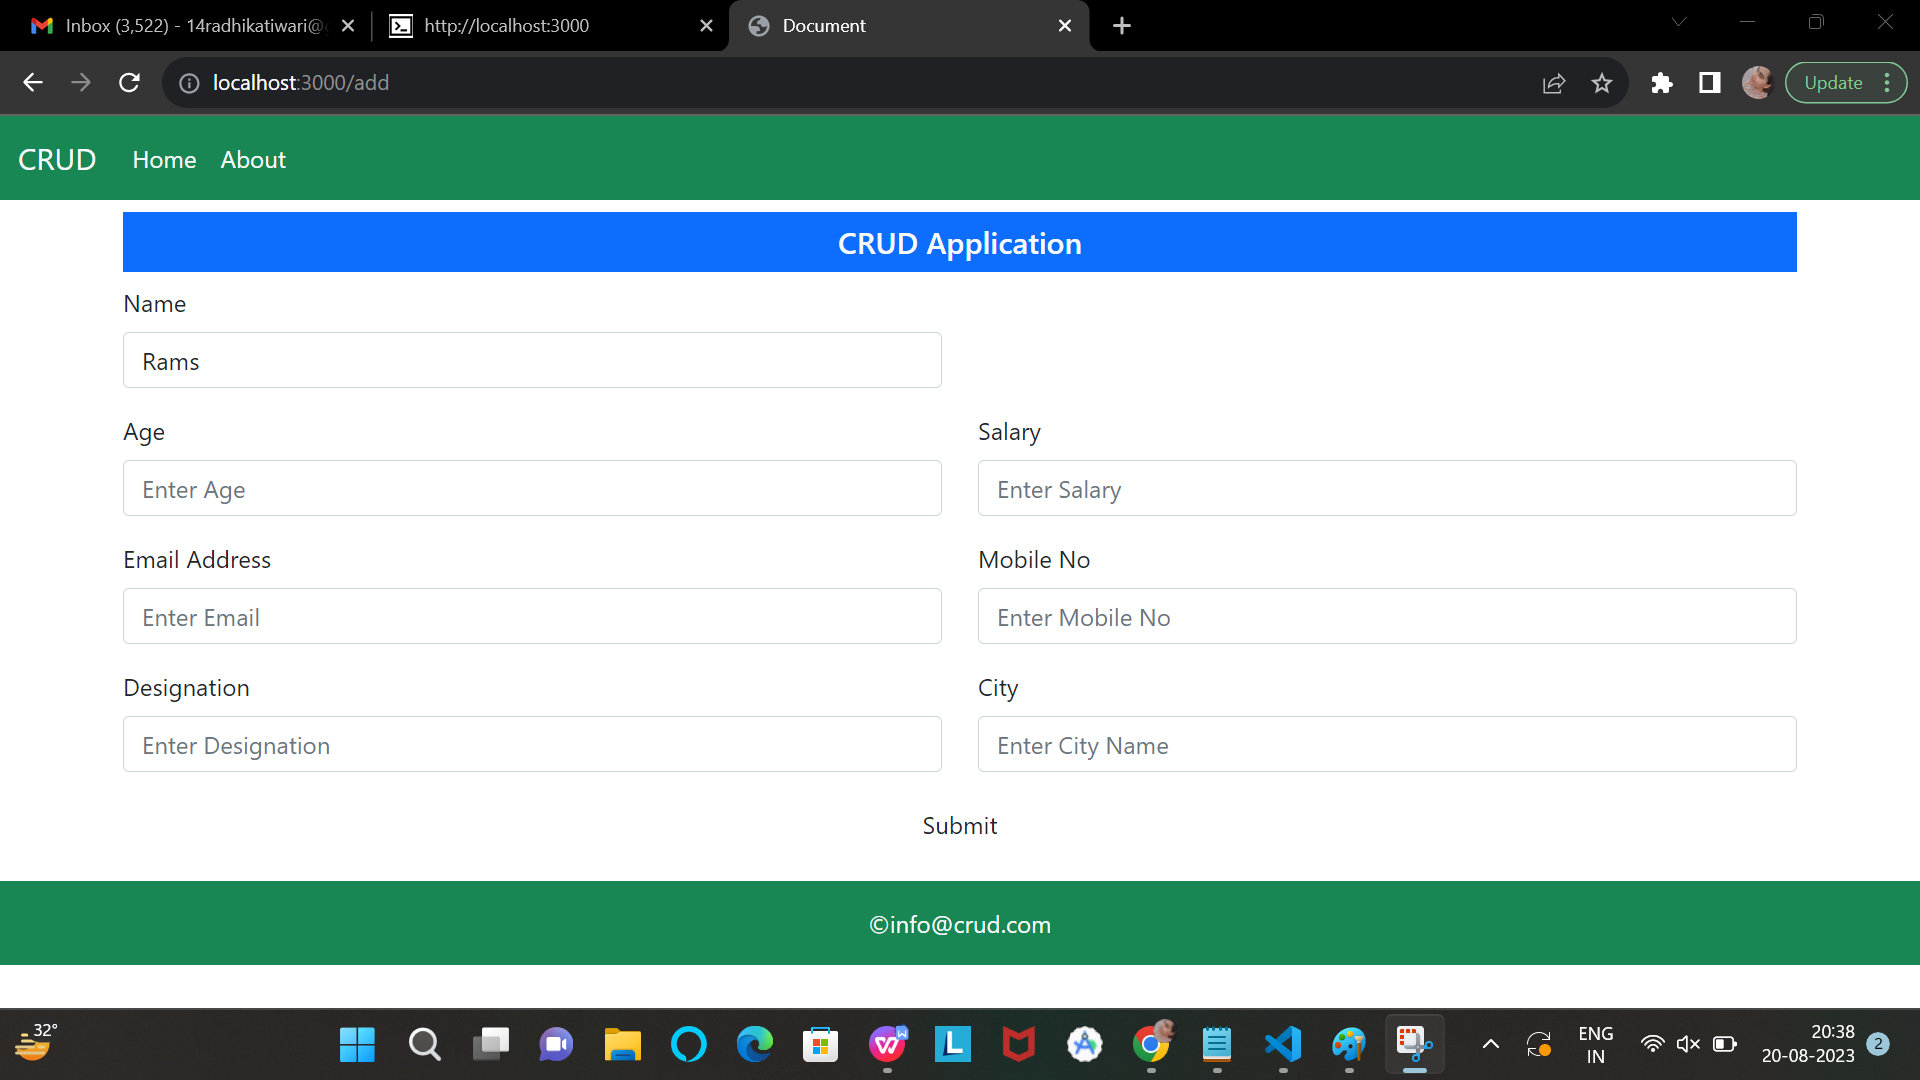 Inbox (3,522) - 14radhikatiwari@
http://localhost:3000
Document
localhost:3000/add
Update
CRUD Home About
CRUD Application
Name
Rams
Age Salary
Enter Age Enter Salary
Email Address Mobile No
Enter Email Enter Mobile No
Designation City
Enter Designation Enter City Name
Submit
©info@crud.com
32°
W
L
ENG
IN
20:38
20-08-2023
2